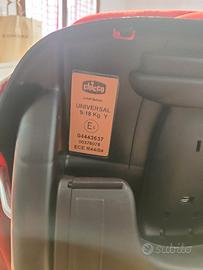 chicco
UNIVERSAL
9-18 Kg Y
E
04443637
ECE R44/04
subito